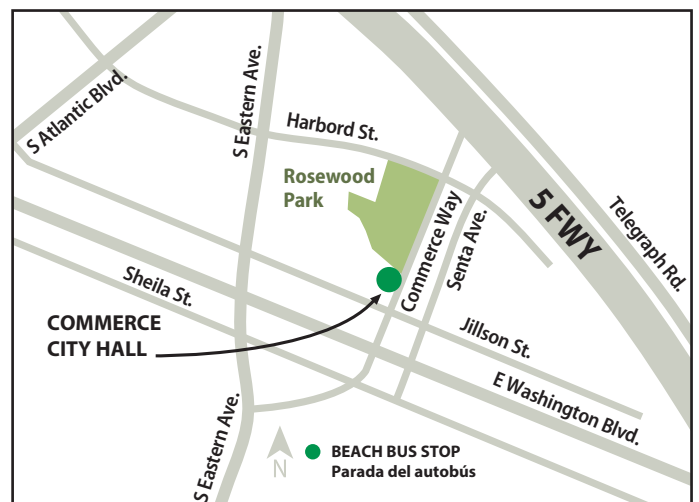 S Atlantic Blvd.
S Eastern Ave.
Harbord St.
Rosewood
Park
Commerce Way
Senta Ave.
5 FWY
Telegraph Rd.
Sheila St.
COMMERCE
CITY HALL
Jillson St.
E Washington Blvd.
S Eastern Ave.
N
BEACH BUS STOP
Parada del autobús